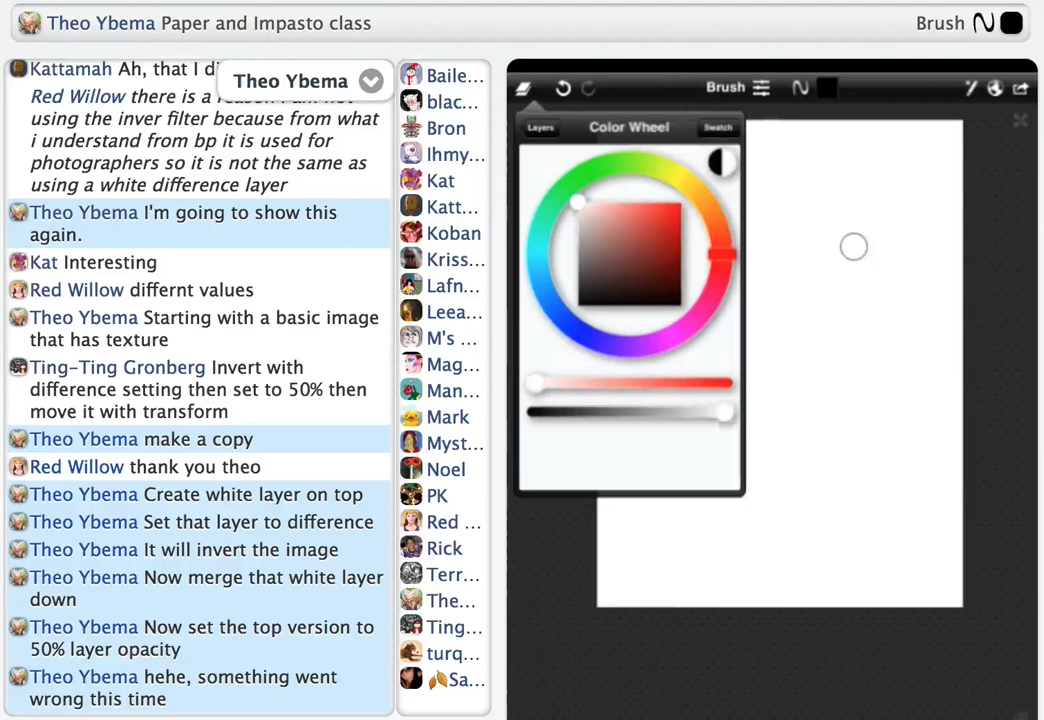 Theo Ybema Paper and Impasto class
Brush
Kattamah Ah, that I di
Theo Ybema
Red Willow there is a reason i am not
using the inver filter because from what
i understand from bp it is used for
photographers so it is not the same as
using a white difference layer
Theo Ybema I'm going to show this
again.
Kat Interesting
Red Willow differnt values
Theo Ybema Starting with a basic image
that has texture
Ting-Ting Gronberg Invert with
difference setting then set to 50% then
move it with transform
Theo Ybema make a copy
Red Willow thank you theo
Theo Ybema Create white layer on top
Theo Ybema Set that layer to difference
Theo Ybema It will invert the image
Theo Ybema Now merge that white layer
down
Theo Ybema Now set the top version to
50% layer opacity
Theo Ybema hehe, something went
wrong this time
Baile...
blac...
Bron
Ihmy...
Kat
Katt...
Koban
Kriss...
Lafn...
Leea...
M's ...
Mag...
Man...
Mark
Myst...
Noel
PK
Red ...
Rick
Terr...
The...
Ting...
turq...
Sa...
Brush
Layers
Color Wheel
Swatch